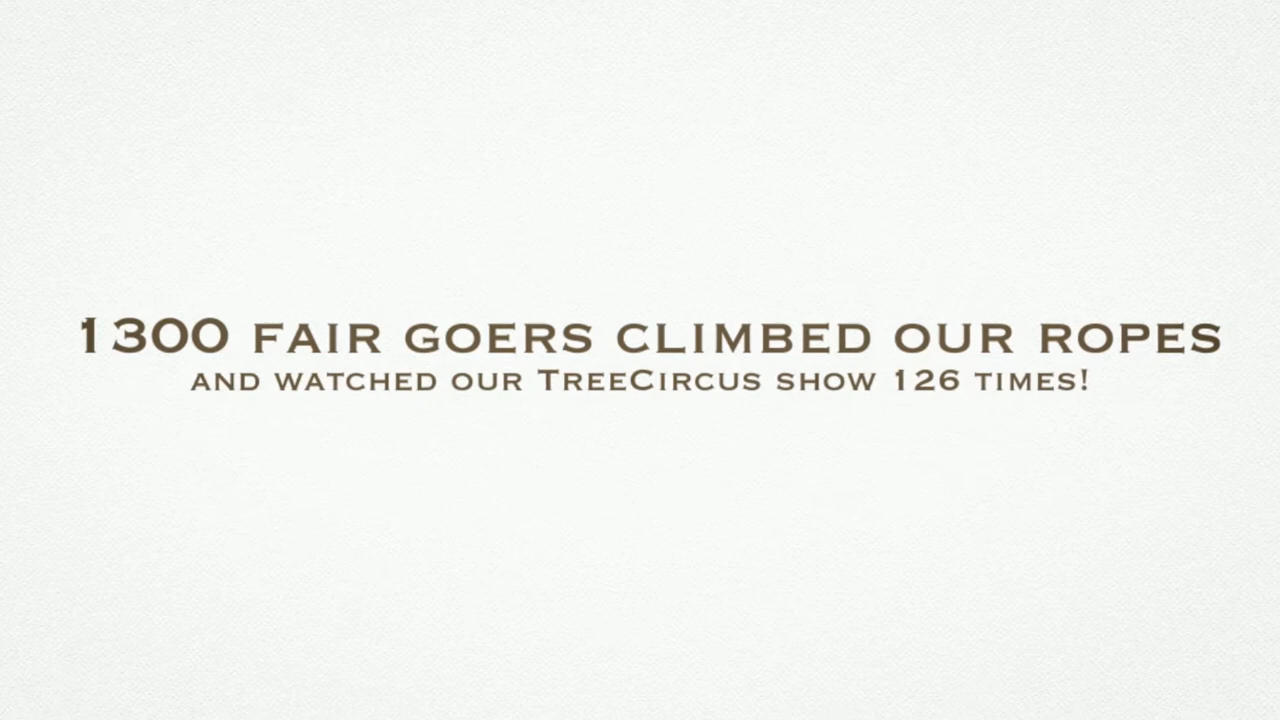 1300 FAIR GOERS CLIMBED OUR ROPES
AND WATCHED OUR TREECIRCUS SHOW 126 TIMES!